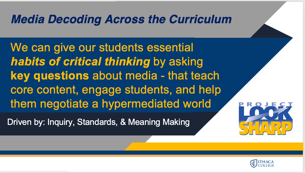 Media Decoding Across the Curriculum
We can give our students essential
habits of critical thinking by asking
key questions about media - that teach
core content, engage students, and help
them negotiate a hypermediated world
Driven by: Inquiry, Standards, & Meaning Making
PROJECT
LOOK
SHARP
ITHACA
COLLEGE